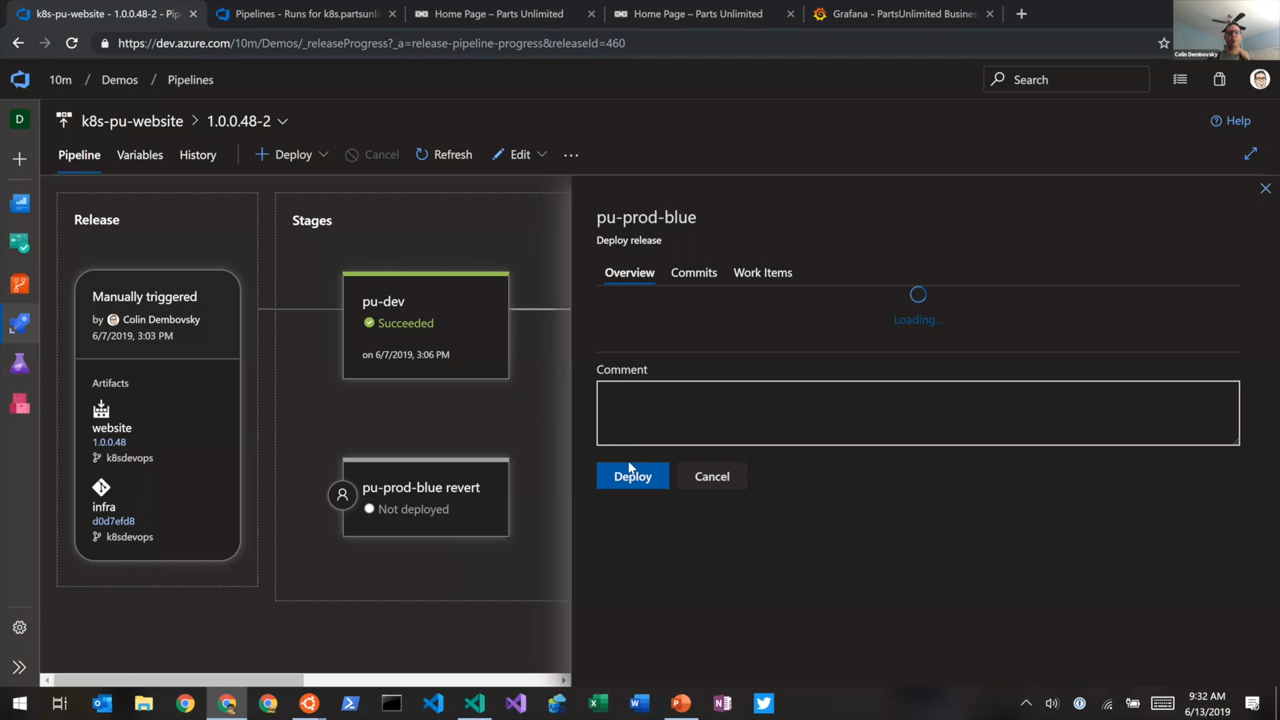 k8s-pu-website - 1.0.0.48-2 - Pip
Pipelines - Runs for k8s.partsunli
Home Page – Parts Unlimited
Home Page – Parts Unlimited
Grafana - PartsUnlimited Busines
https://dev.azure.com/10m/Demos/_releaseProgress?_a=release-pipeline-progress&releaseId=460
Colin Dembovsky
10m / Demos / Pipelines
Search
D
k8s-pu-website > 1.0.0.48-2
Help
Pipeline
Variables
History
Deploy
Cancel
Refresh
Edit
Release
Stages
Manually triggered
by Colin Dembovsky
6/7/2019, 3:03 PM
Artifacts
website
1.0.0.48
k8sdevops
infra
d0d7efd8
k8sdevops
pu-dev
Succeeded
on 6/7/2019, 3:06 PM
pu-prod-blue revert
Not deployed
pu-prod-blue
Deploy release
Overview
Commits
Work Items
Loading...
Comment
Deploy
Cancel
9:32 AM
6/13/2019